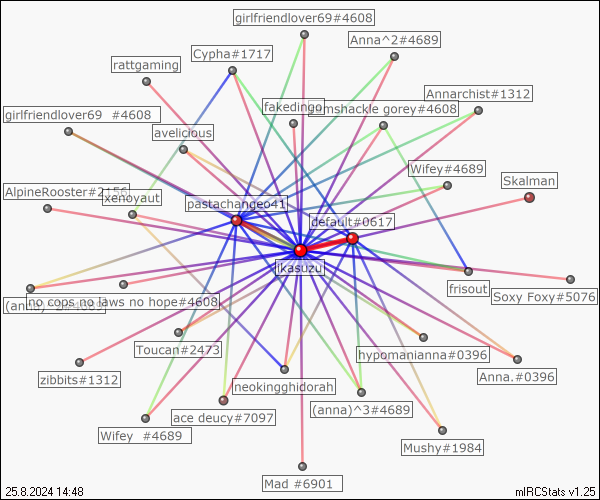 girlfriendlover69#4608
Anna^2#4689
Cypha#1717
rattgaming
Annarchist#1312
fakedingo
mshackle gorey#4608
girlfriendlover69 #4608
avelicious
Wifey#4689
Skalman
AlpineRooster#2156
xenoyaut
pastachangeo41
default#0617
ikasuzu
frisout
Soxy Foxy#5076
(anna)
no cops no laws no hope#4608
Toucan#2473
hypomanianna#0396
Anna.#0396
zibbits#1312
neokingghidorah
ace deucy#7097
(anna)^3#4689
Wifey #4689
Mushy#1984
Mad #6901
25.8.2024 14:48
mIRCStats v1.25